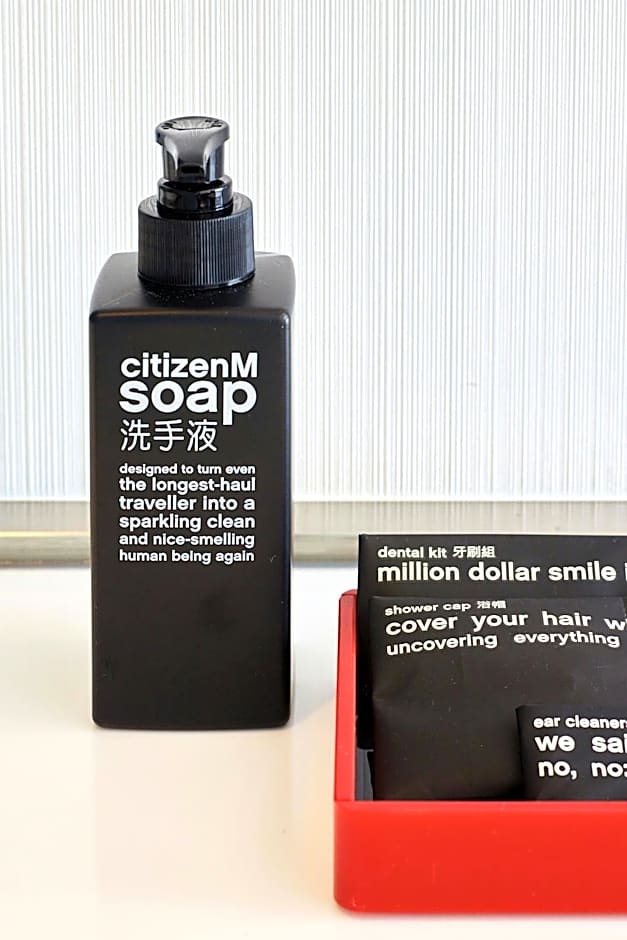 citizenM
soap
洗手液
designed to turn even
the longest-haul
traveller into a
sparkling clean
and nice-smelling
human being again
dental kit 牙刷組
million dollar smile
shower cap 浴帽
cover your hair
uncovering everything
ear cleaners
we
no,